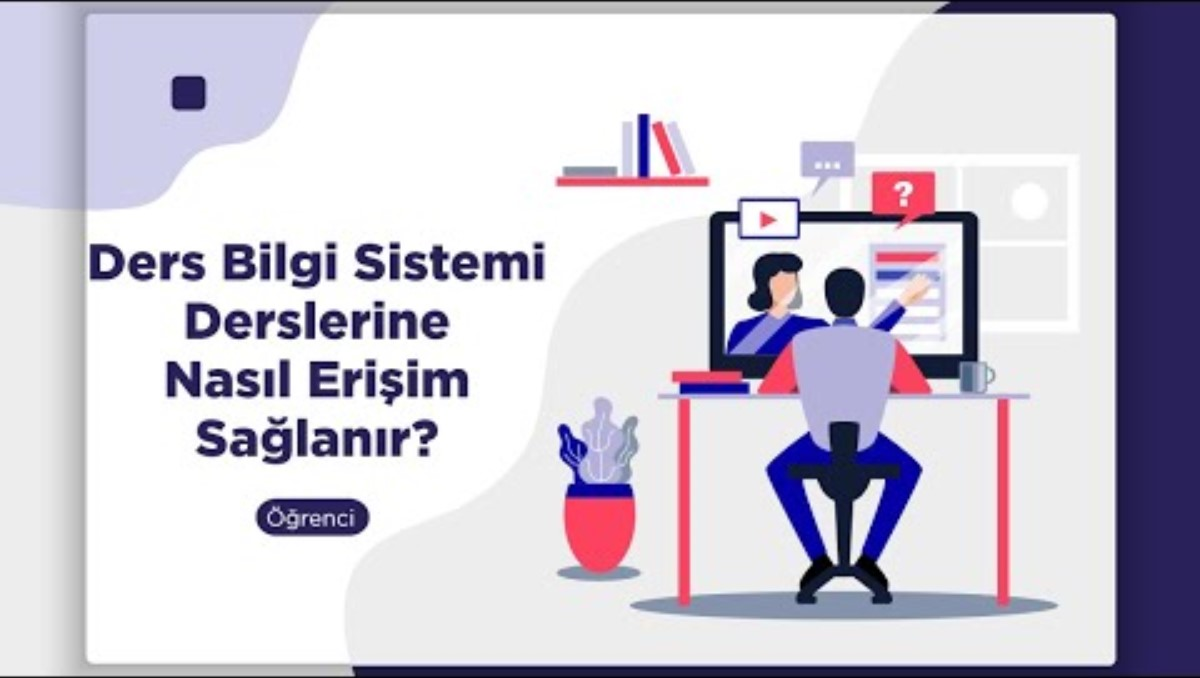 Ders Bilgi Sistemi
Derslerine
Nasıl Erişim
Sağlanır?
Öğrenci
...
?